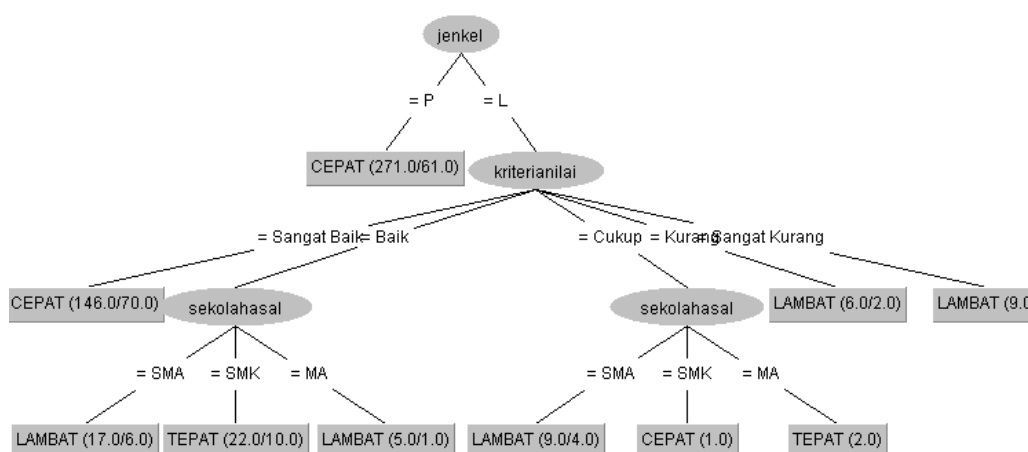 jenkel
= P
= L
CEPAT (271.0/61.0)
kriterianilai
= Sangat Baik
= Baik
= Cukup
= Kurang
= Sangat Kurang
CEPAT (146.0/70.0)
sekolahasal
sekolahasal
LAMBAT (6.0/2.0)
LAMBAT (9.0
= SMA
= SMK
= MA
= SMA
= SMK
= MA
LAMBAT (17.0/6.0)
TEPAT (22.0/10.0)
LAMBAT (5.0/1.0)
LAMBAT (9.0/4.0)
CEPAT (1.0)
TEPAT (2.0)